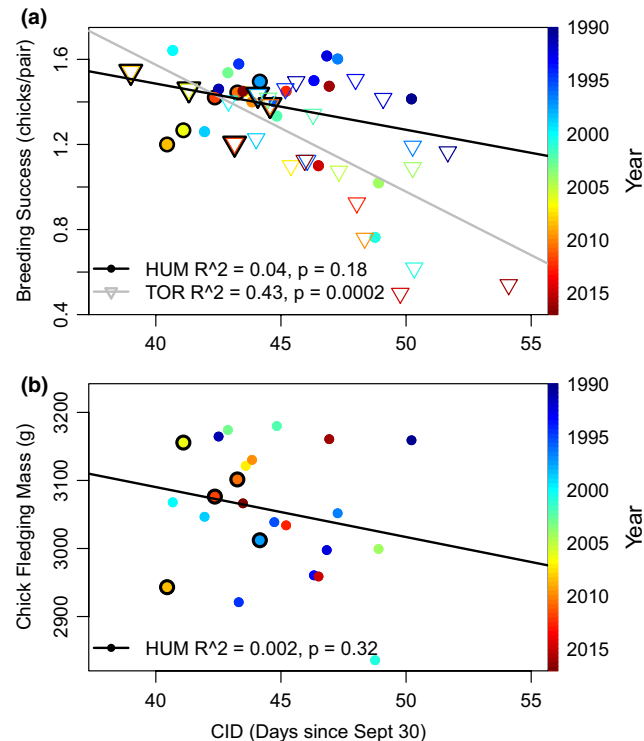 (a)
Breeding Success (chicks/pair)
1.6
1.2
0.8
0.4
HUM R^2 = 0.04, p = 0.18
TOR R^2 = 0.43, p = 0.0002
40
45
50
55
1990
1995
2000
2005
2010
2015
Year
(b)
Chick Fledging Mass (g)
3200
3100
3000
2900
HUM R^2 = 0.002, p = 0.32
40
45
50
55
CID (Days since Sept 30)
1990
1995
2000
2005
2010
2015
Year